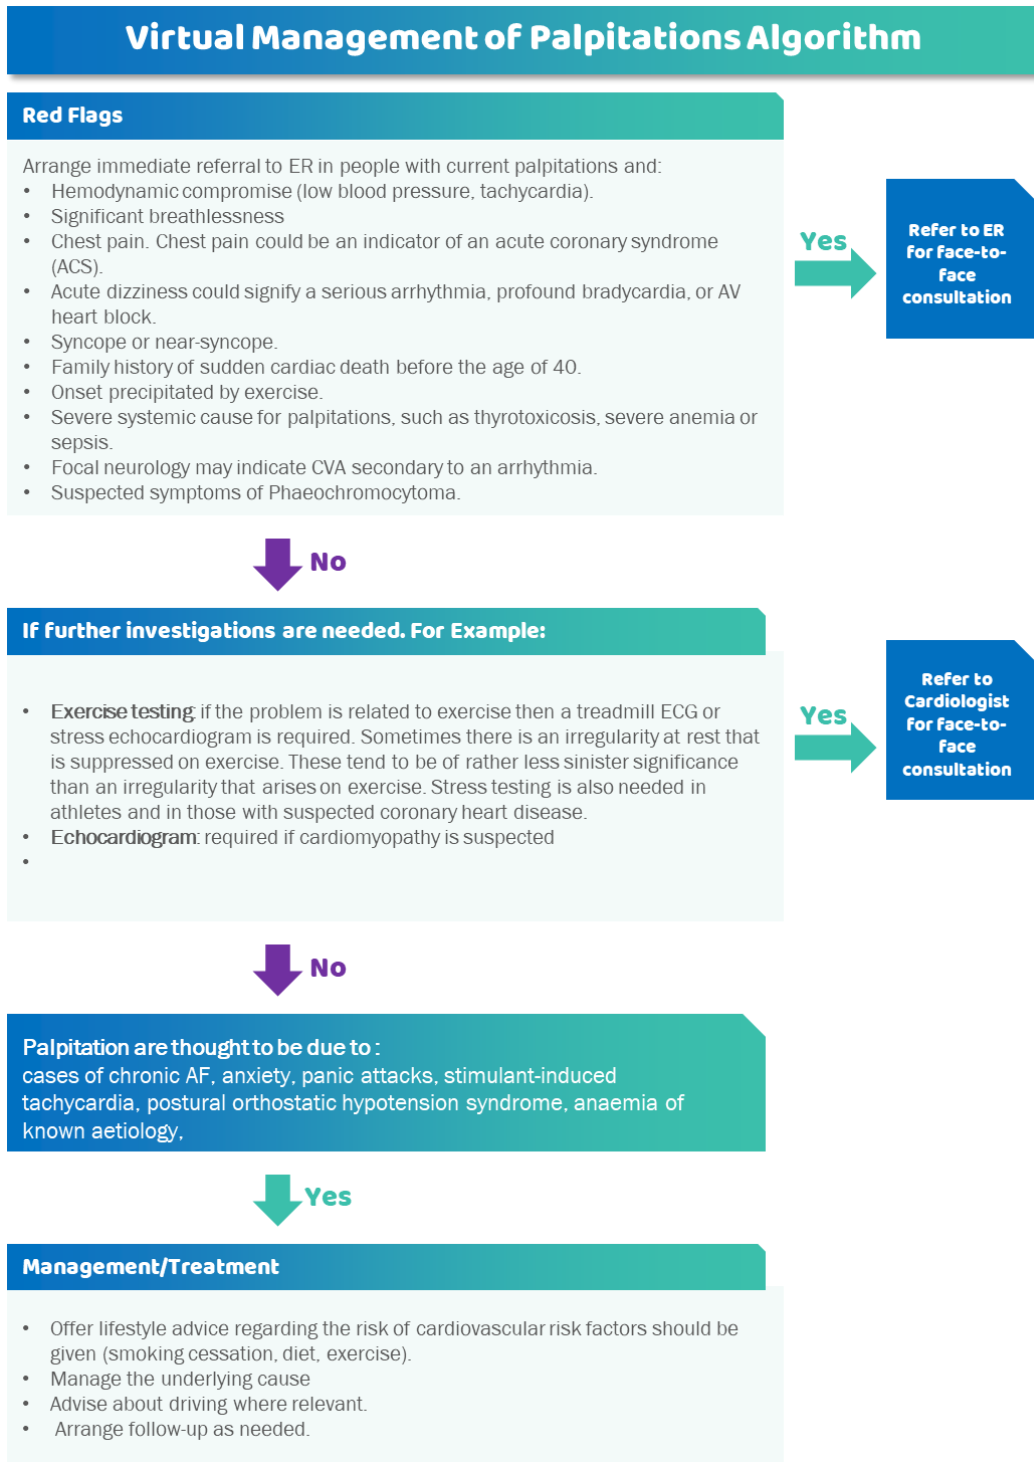 Virtual Management of Palpitations Algorithm
Red Flags
Arrange immediate referral to ER in people with current palpitations and:
• Hemodynamic compromise (low blood pressure, tachycardia).
• Significant breathlessness
• Chest pain. Chest pain could be an indicator of an acute coronary syndrome
(ACS).
• Acute dizziness could signify a serious arrhythmia, profound bradycardia, or AV
heart block.
• Syncope or near-syncope.
• Family history of sudden cardiac death before the age of 40.
• Onset precipitated by exercise.
• Severe systemic cause for palpitations, such as thyrotoxicosis, severe anemia or
sepsis.
• Focal neurology may indicate CVA secondary to an arrhythmia.
• Suspected symptoms of Phaeochromocytoma.
Yes
Refer to ER
for face-to-
face
consultation
No
If further investigations are needed. For Example:
• Exercise testing: if the problem is related to exercise then a treadmill ECG or
stress echocardiogram is required. Sometimes there is an irregularity at rest that
is suppressed on exercise. These tend to be of rather less sinister significance
than an irregularity that arises on exercise. Stress testing is also needed in
athletes and in those with suspected coronary heart disease.
• Echocardiogram: required if cardiomyopathy is suspected
•
Yes
Refer to
Cardiologist
for face-to-
face
consultation
No
Palpitation are thought to be due to :
cases of chronic AF, anxiety, panic attacks, stimulant-induced
tachycardia, postural orthostatic hypotension syndrome, anaemia of
known aetiology,
Yes
Management/Treatment
• Offer lifestyle advice regarding the risk of cardiovascular risk factors should be
given (smoking cessation, diet, exercise).
• Manage the underlying cause
• Advise about driving where relevant.
• Arrange follow-up as needed.